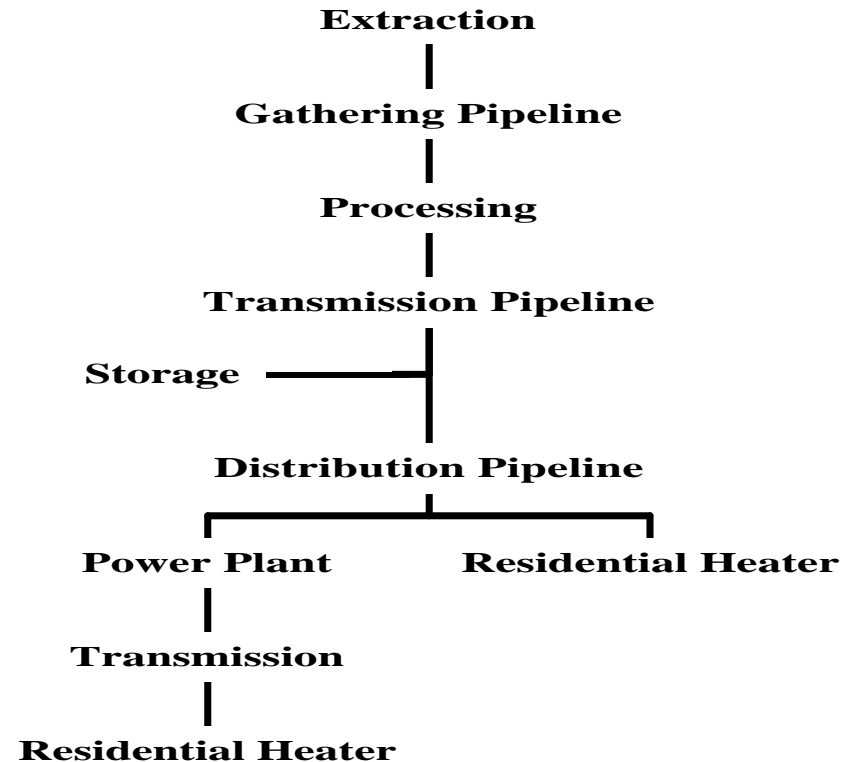 Extraction
Gathering Pipeline
Processing
Transmission Pipeline
Storage
Distribution Pipeline
Power Plant
Residential Heater
Transmission
Residential Heater